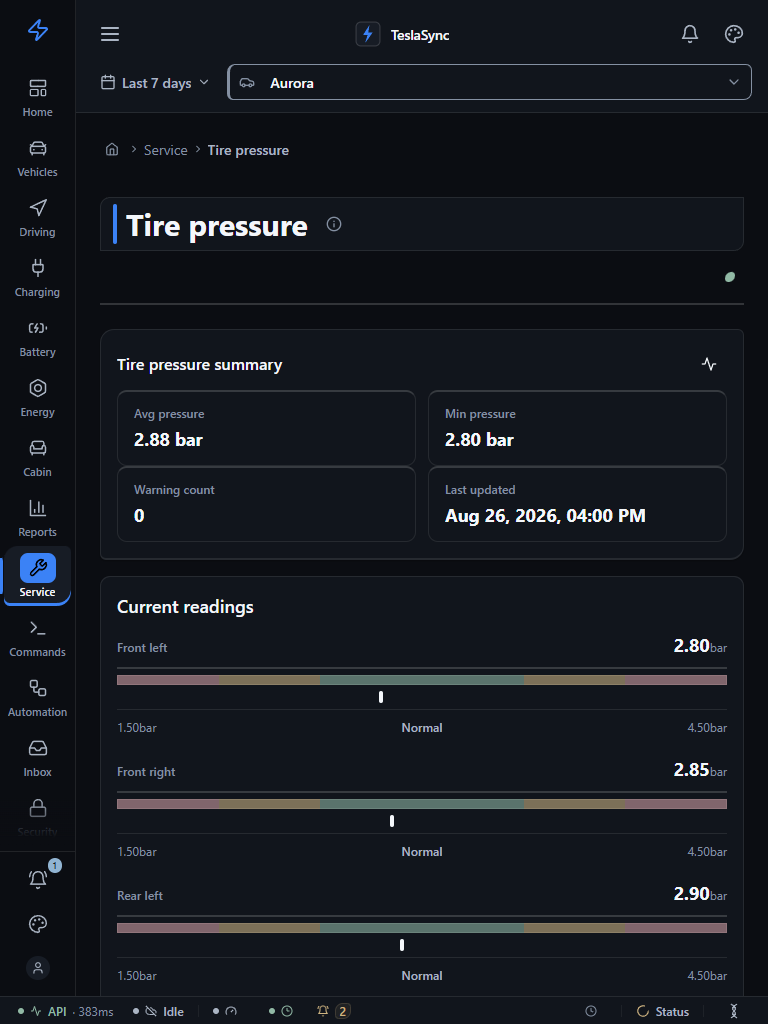 TeslaSync
Last 7 days
Aurora
Home
Vehicles
Driving
Charging
Battery
Energy
Cabin
Reports
Service
Commands
Automation
Inbox
Security
1
Service
Tire pressure
Tire pressure
Tire pressure summary
Avg pressure
2.88 bar
Min pressure
2.80 bar
Warning count
0
Last updated
Aug 26, 2026, 04:00 PM
Current readings
Front left
2.80bar
1.50bar
Normal
4.50bar
Front right
2.85bar
1.50bar
Normal
4.50bar
Rear left
2.90bar
1.50bar
Normal
4.50bar
API · 383ms
Idle
2
Status